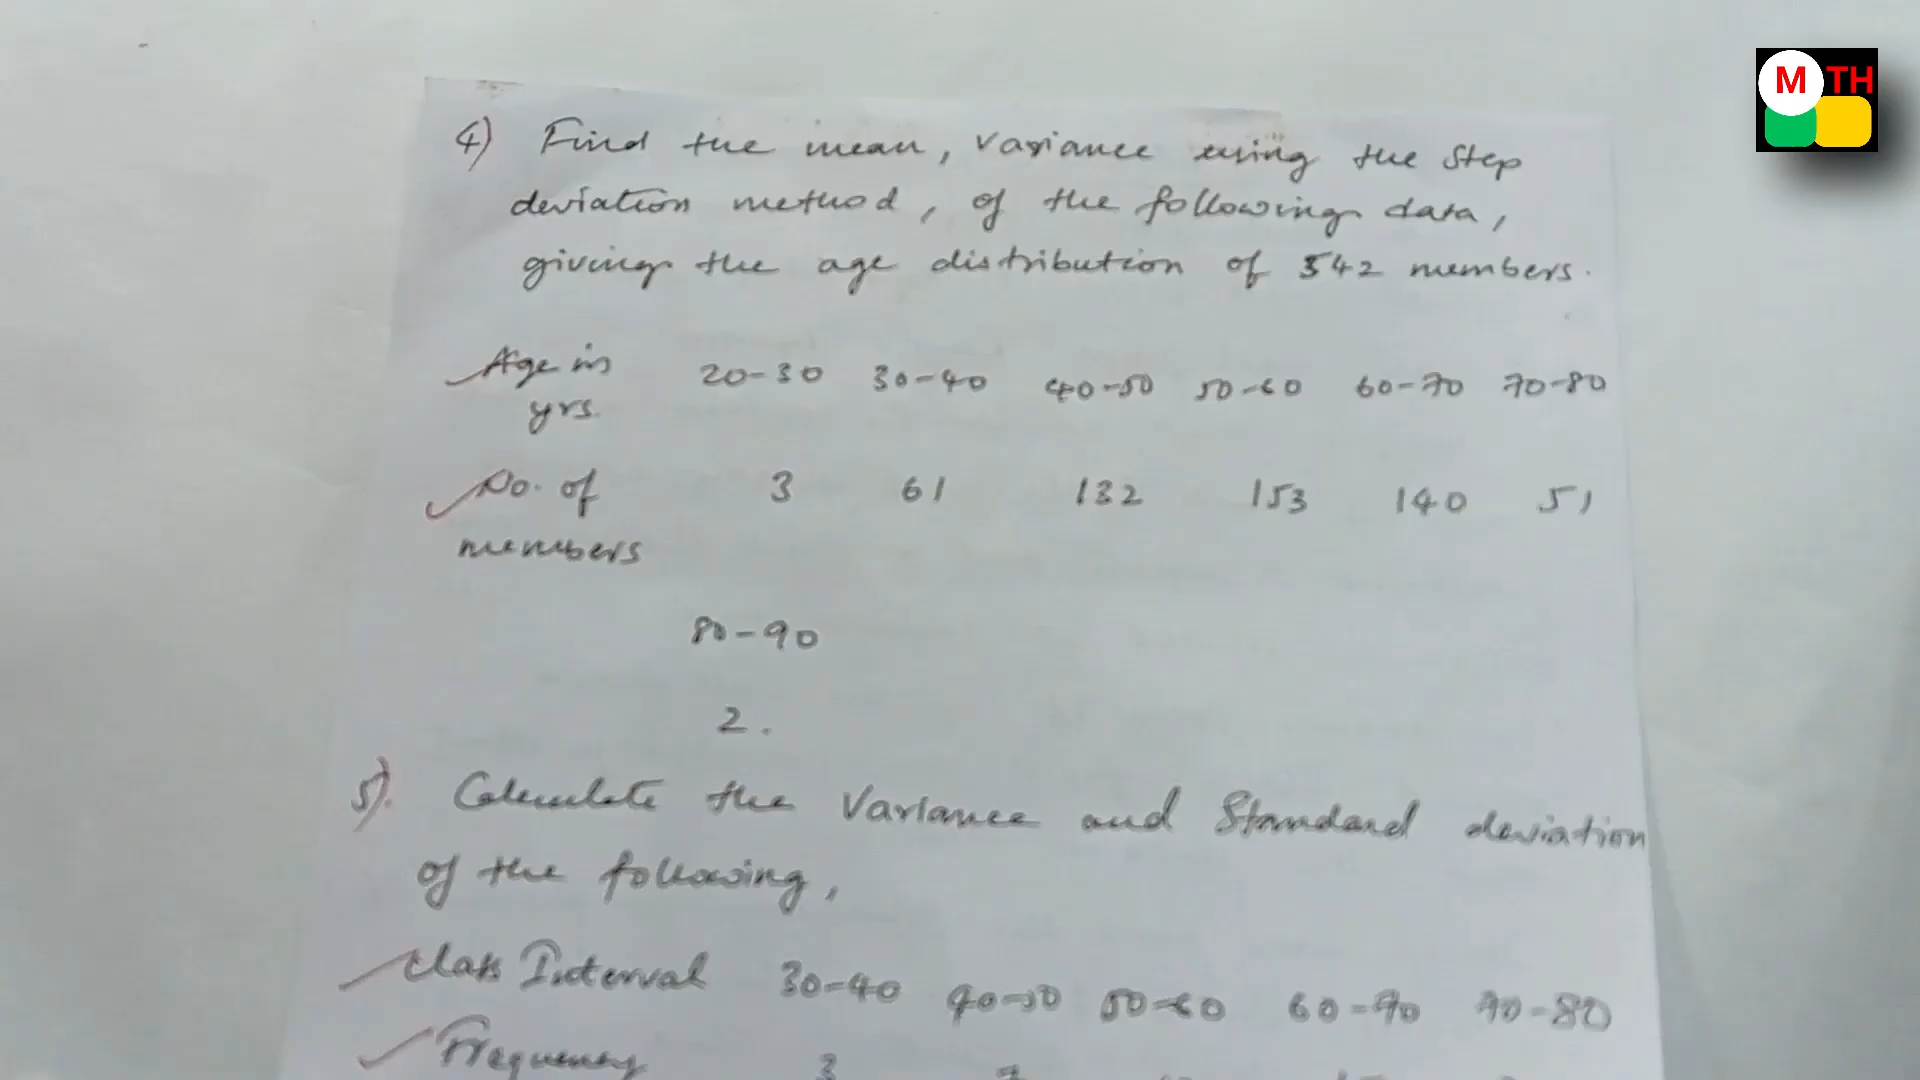 M TH
4) Find the mean, variance using the step
deviation method, of the following data,
giving the age distribution of 542 members.
Age in yrs. 20-30 30-40 40-50 50-60 60-70 70-80
No. of members 3 61 132 153 140 51
80-90
2.
5). Calculate the Variance and Standard deviation
of the following,
Class Interval 30-40 40-50 50-60 60-70 70-80
Frequency 3 7